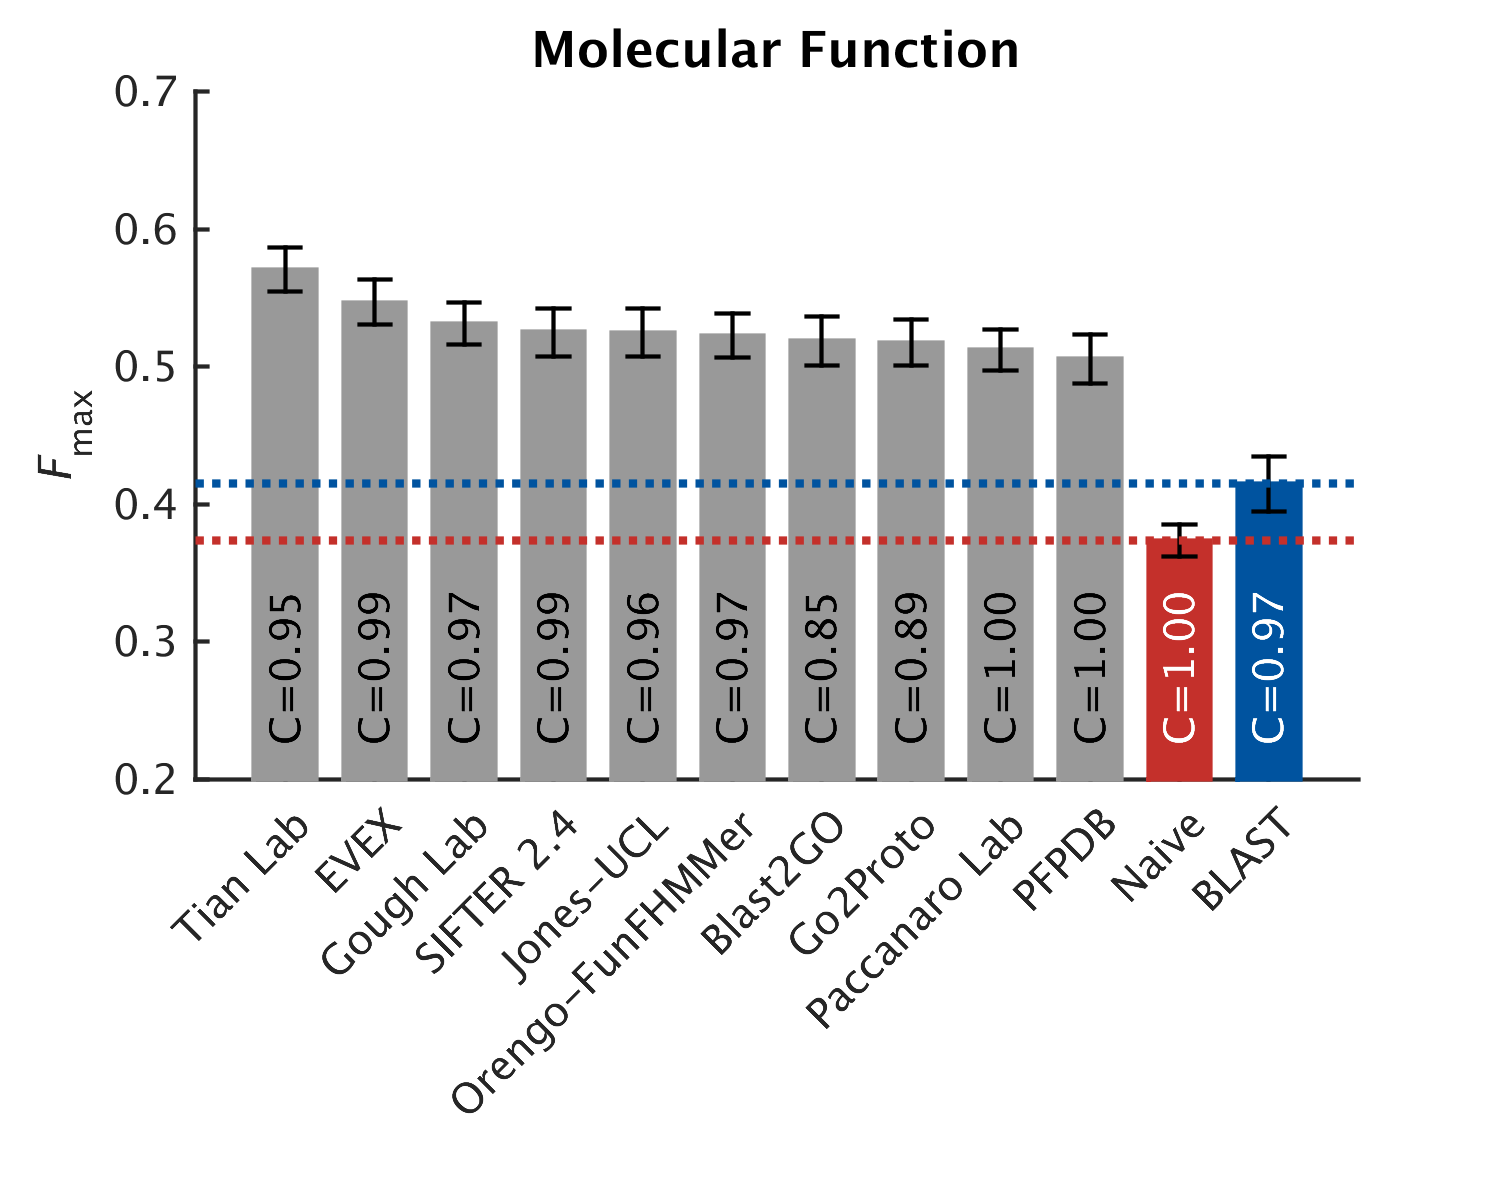 Molecular Function
0.7
0.6
0.5
0.4
0.3
0.2
Fmax
C=0.95
C=0.99
C=0.97
C=0.99
C=0.96
C=0.97
C=0.85
C=0.89
C=1.00
C=1.00
C=1.00
C=0.97
Tian Lab
EVEX
Gough Lab
SIFTER 2.4
Jones-UCL
Orengo-FunFHMMer
Blast2GO
Go2Proto
Paccanaro Lab
PFPDB
Naive
BLAST